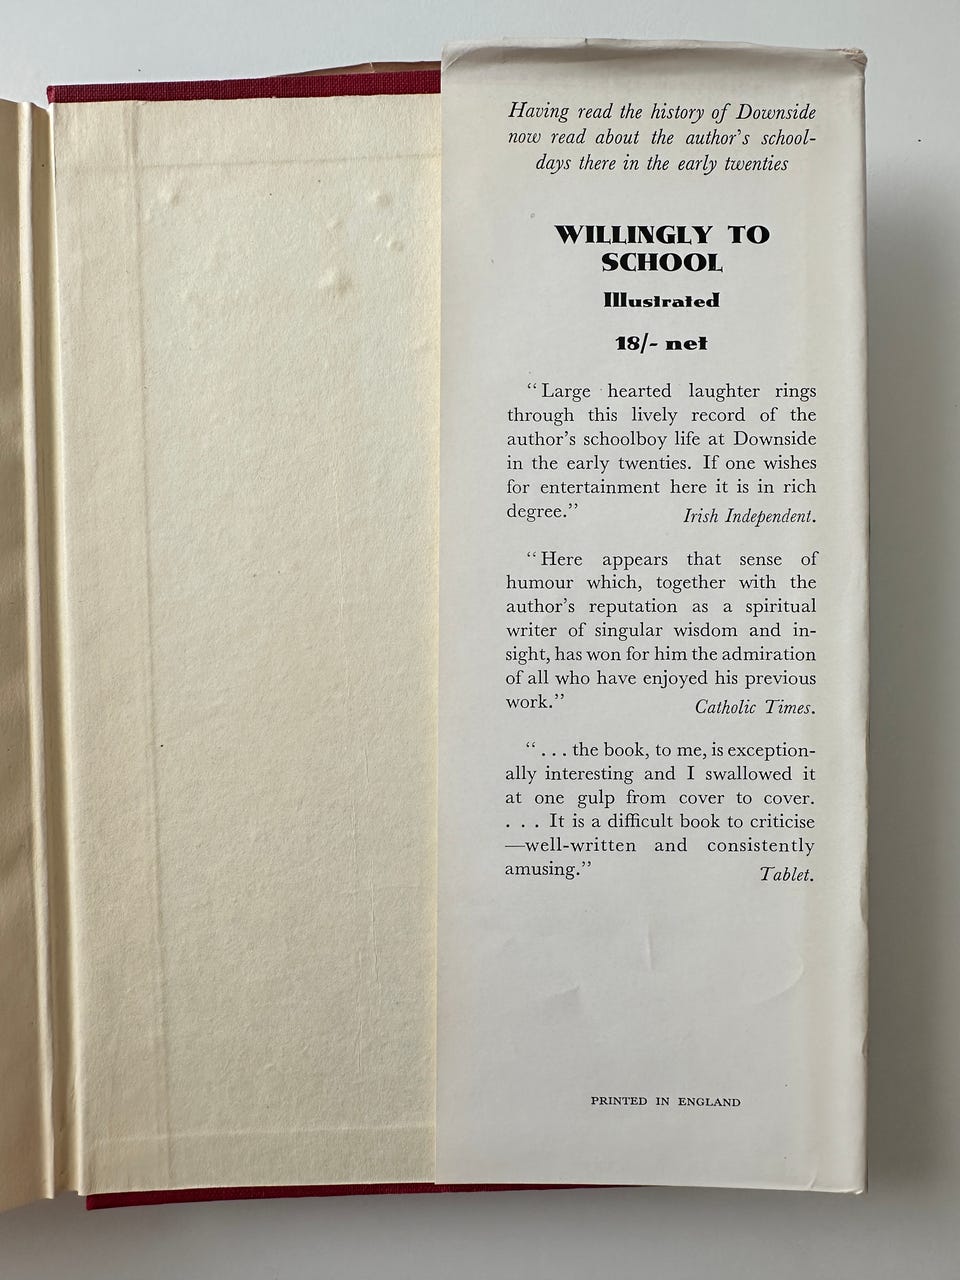 Having read the history of Downside
now read about the author's school-
days there in the early twenties
WILLINGLY TO
SCHOOL
Illustrated
18/- net
“Large hearted laughter rings
through this lively record of the
author's schoolboy life at Downside
in the early twenties. If one wishes
for entertainment here it is in rich
degree.” Irish Independent.
“Here appears that sense of
humour which, together with the
author's reputation as a spiritual
writer of singular wisdom and in-
sight, has won for him the admiration
of all who have enjoyed his previous
work.” Catholic Times.
“. . . the book, to me, is exception-
ally interesting and I swallowed it
at one gulp from cover to cover.
. . . It is a difficult book to criticise
—well-written and consistently
amusing.” Tablet.
PRINTED IN ENGLAND